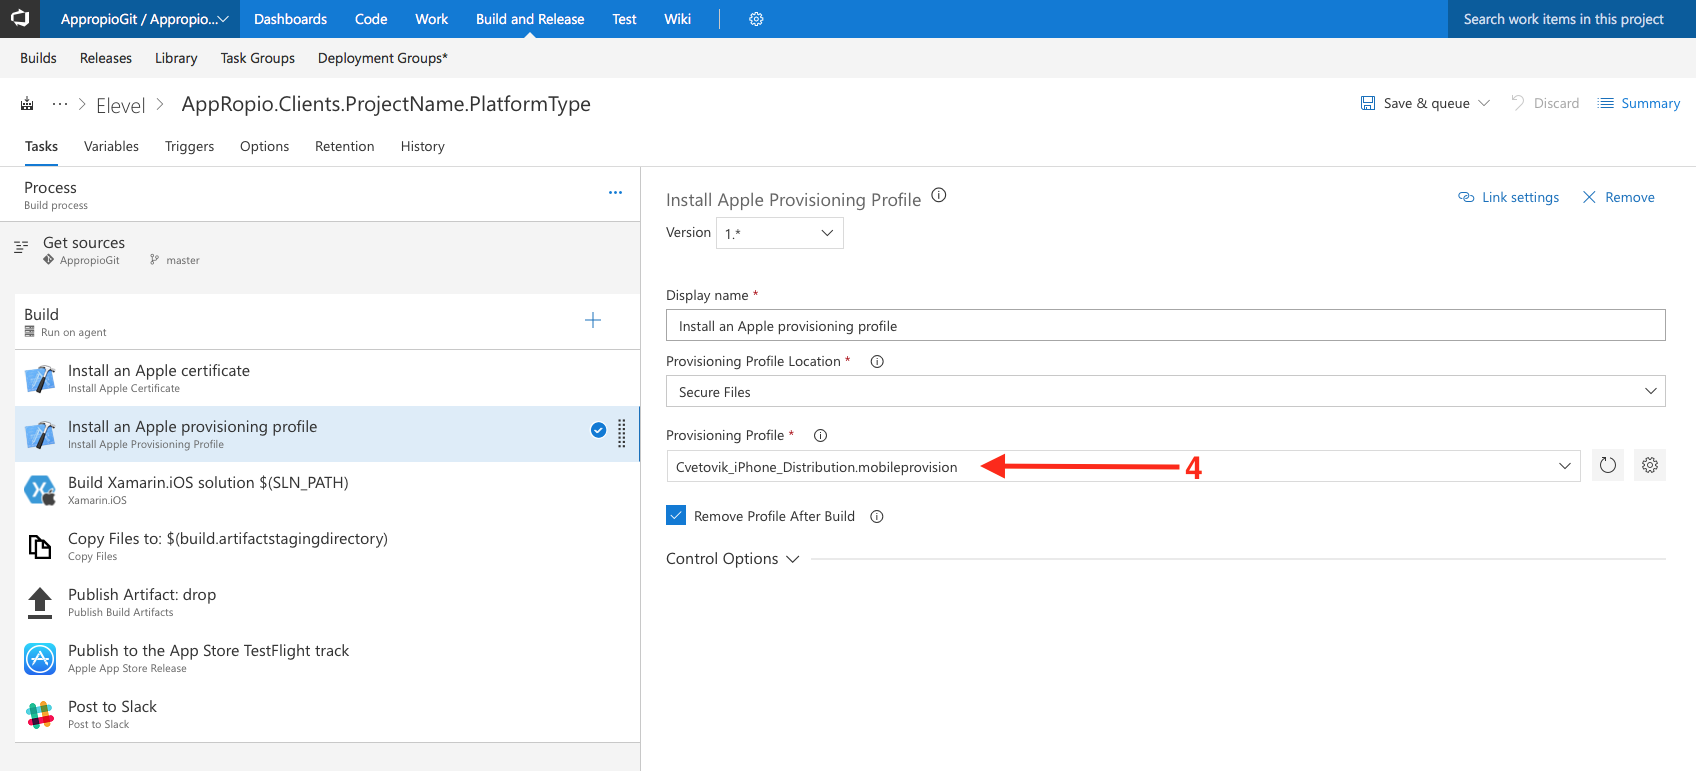 AppropioGit / Appropio... Dashboards Code Work Build and Release Test Wiki Search work items in this project
Builds Releases Library Task Groups Deployment Groups*
... > Elevel > AppRopio.Clients.ProjectName.PlatformType Save & queue Discard Summary
Tasks Variables Triggers Options Retention History
Process
Build process
Get sources
AppropioGit master
Build
Run on agent
Install an Apple certificate
Install Apple Certificate
Install an Apple provisioning profile
Install Apple Provisioning Profile
Build Xamarin.iOS solution $(SLN_PATH)
Xamarin.iOS
Copy Files to: $(build.artifactstagingdirectory)
Copy Files
Publish Artifact: drop
Publish Build Artifacts
Publish to the App Store TestFlight track
Apple App Store Release
Post to Slack
Post to Slack
Install Apple Provisioning Profile Link settings Remove
Version 1.*
Display name *
Install an Apple provisioning profile
Provisioning Profile Location *
Secure Files
Provisioning Profile *
Cvetovik_iPhone_Distribution.mobileprovision 4
Remove Profile After Build
Control Options